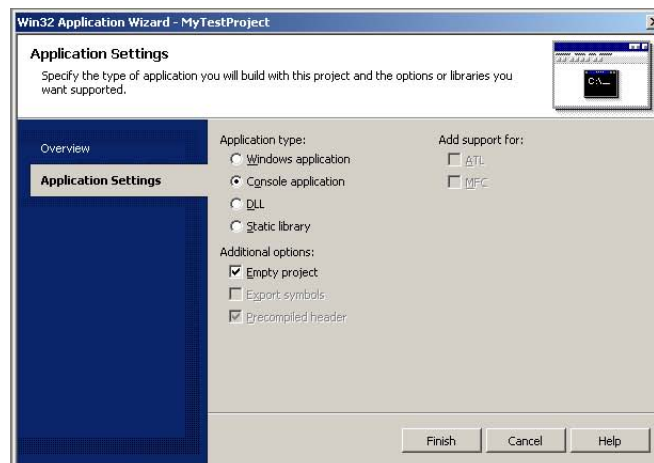 Win32 Application Wizard - MyTestProject
Application Settings
Specify the type of application you will build with this project and the options or libraries you
want supported.
C:\_
Overview
Application Settings
Application type:
Windows application
Console application
DLL
Static library
Additional options:
Empty project
Export symbols
Precompiled header
Add support for:
ATL
MFC
Finish
Cancel
Help